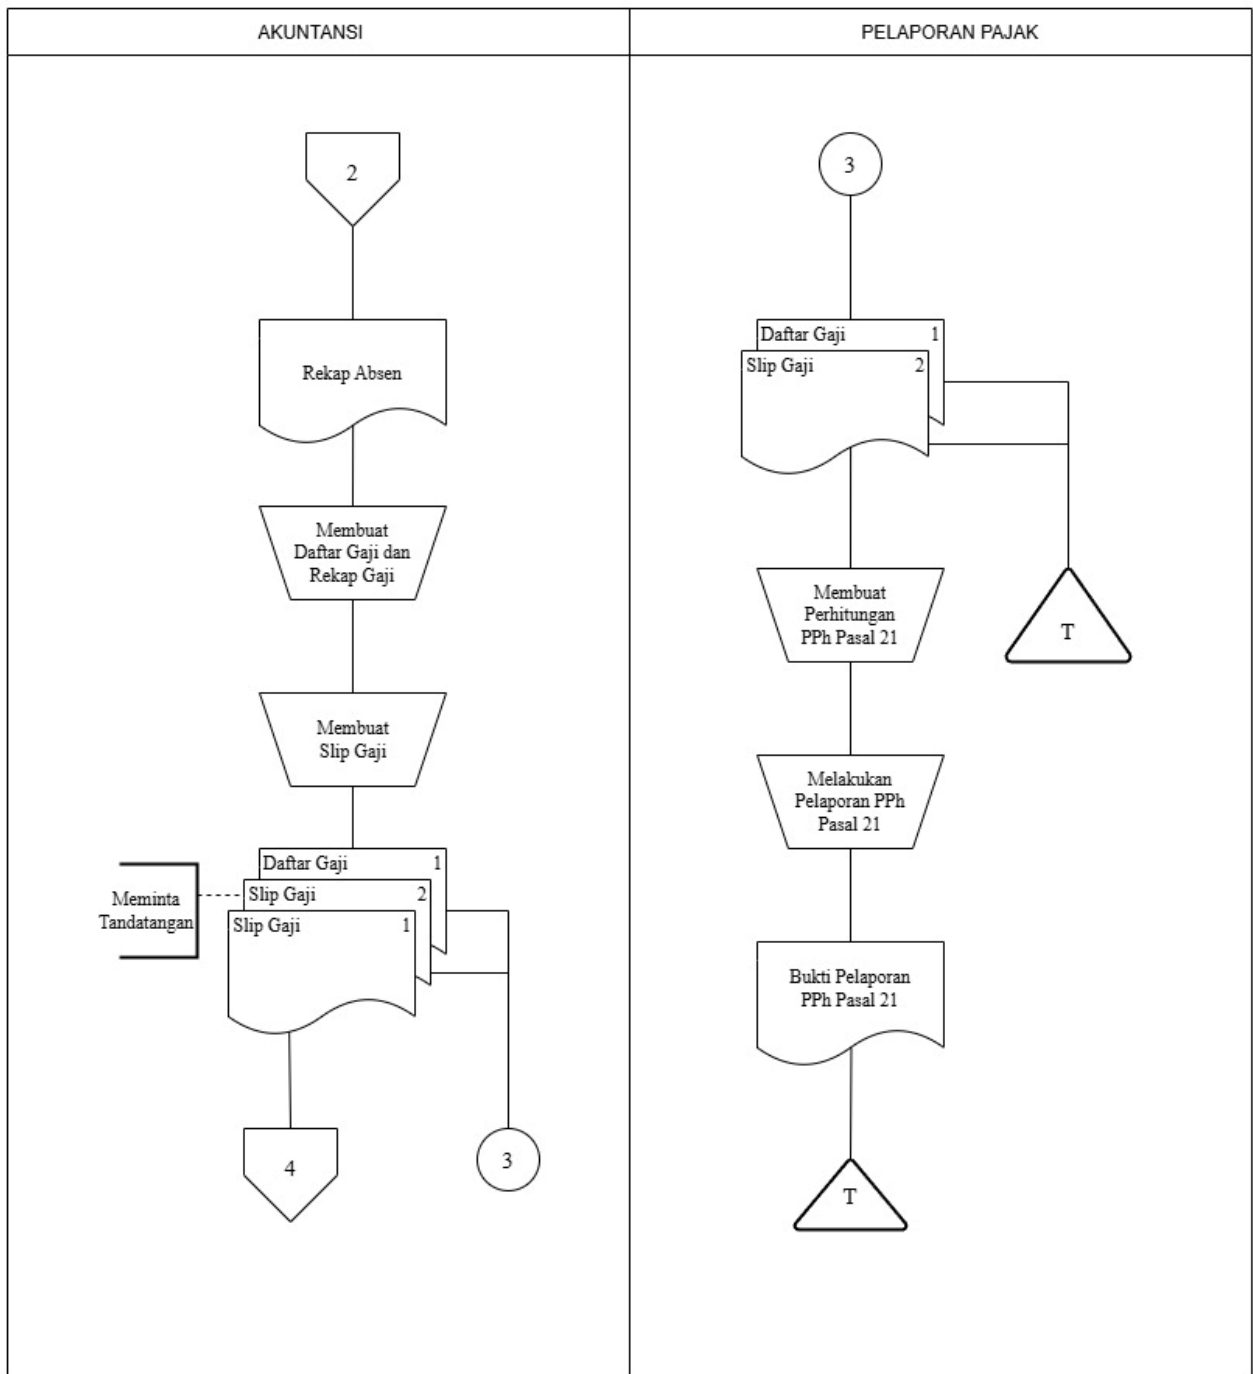 AKUNTANSI
PELAPORAN PAJAK
2
Rekap Absen
Membuat
Daftar Gaji dan
Rekap Gaji
Membuat
Slip Gaji
Daftar Gaji 1
Slip Gaji 2
Slip Gaji 1
Meminta
Tandatangan
4
3
3
Daftar Gaji 1
Slip Gaji 2
Membuat
Perhitungan
PPh Pasal 21
T
Melakukan
Pelaporan PPh
Pasal 21
Bukti Pelaporan
PPh Pasal 21
T